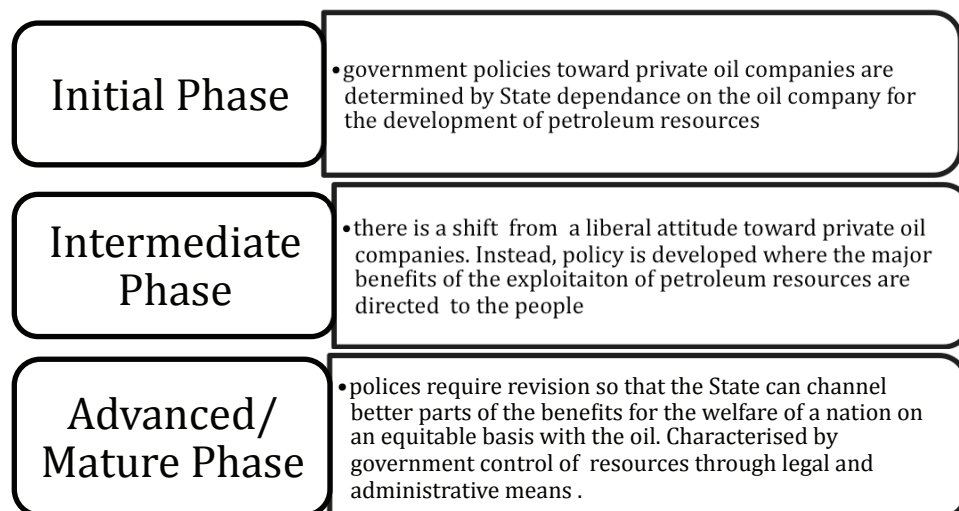 Initial Phase
•government policies toward private oil companies are
determined by State dependance on the oil company for
the development of petroleum resources
Intermediate
Phase
•there is a shift from a liberal attitude toward private oil
companies. Instead, policy is developed where the major
benefits of the exploitaiton of petroleum resources are
directed to the people
Advanced/
Mature Phase
•polices require revision so that the State can channel
better parts of the benefits for the welfare of a nation on
an equitable basis with the oil. Characterised by
government control of resources through legal and
administrative means .